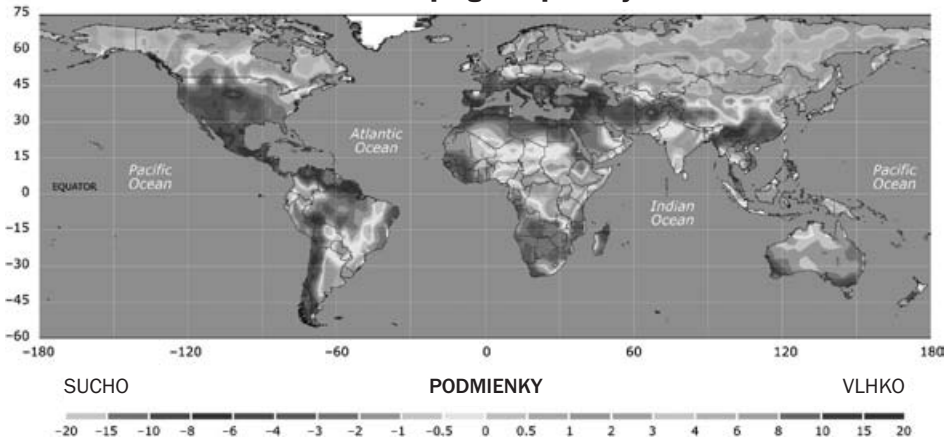 75
60
45
30
15
0
−15
−30
−45
−60
Atlantic
Ocean
Pacific
Ocean
EQUATOR
Indian
Ocean
Pacific
Ocean
−180 −120 −60 0 60 120 180
SUCHO PODMIENKY VLHKO
−20 −15 −10 −8 −6 −4 −3 −2 −1 −0.5 0 0.5 1 2 3 4 6 8 10 15 20